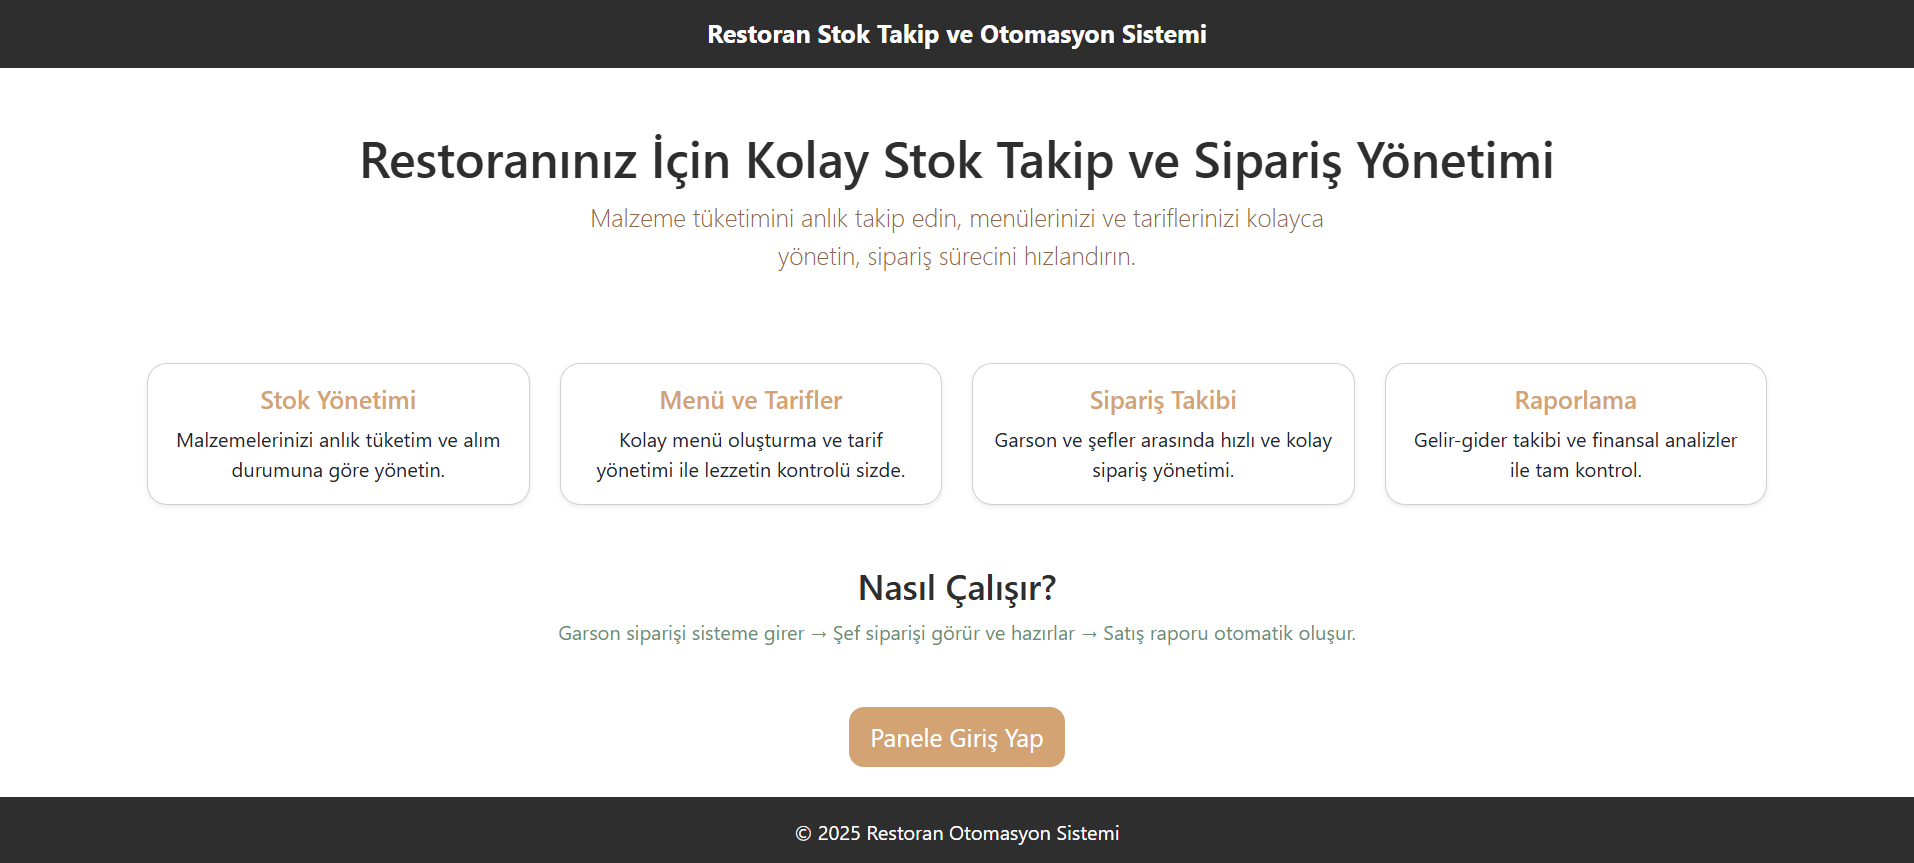 Restoran Stok Takip ve Otomasyon Sistemi
Restoranınız İçin Kolay Stok Takip ve Sipariş Yönetimi
Malzeme tüketimini anlık takip edin, menülerinizi ve tariflerinizi kolayca
yönetin, sipariş sürecini hızlandırın.
Stok Yönetimi
Malzemelerinizi anlık tüketim ve alım
durumuna göre yönetin.
Menü ve Tarifler
Kolay menü oluşturma ve tarif
yönetimi ile lezzetin kontrolü sizde.
Sipariş Takibi
Garson ve şefler arasında hızlı ve kolay
sipariş yönetimi.
Raporlama
Gelir-gider takibi ve finansal analizler
ile tam kontrol.
Nasıl Çalışır?
Garson siparişi sisteme girer → Şef siparişi görür ve hazırlar → Satış raporu otomatik oluşur.
Panele Giriş Yap
© 2025 Restoran Otomasyon Sistemi